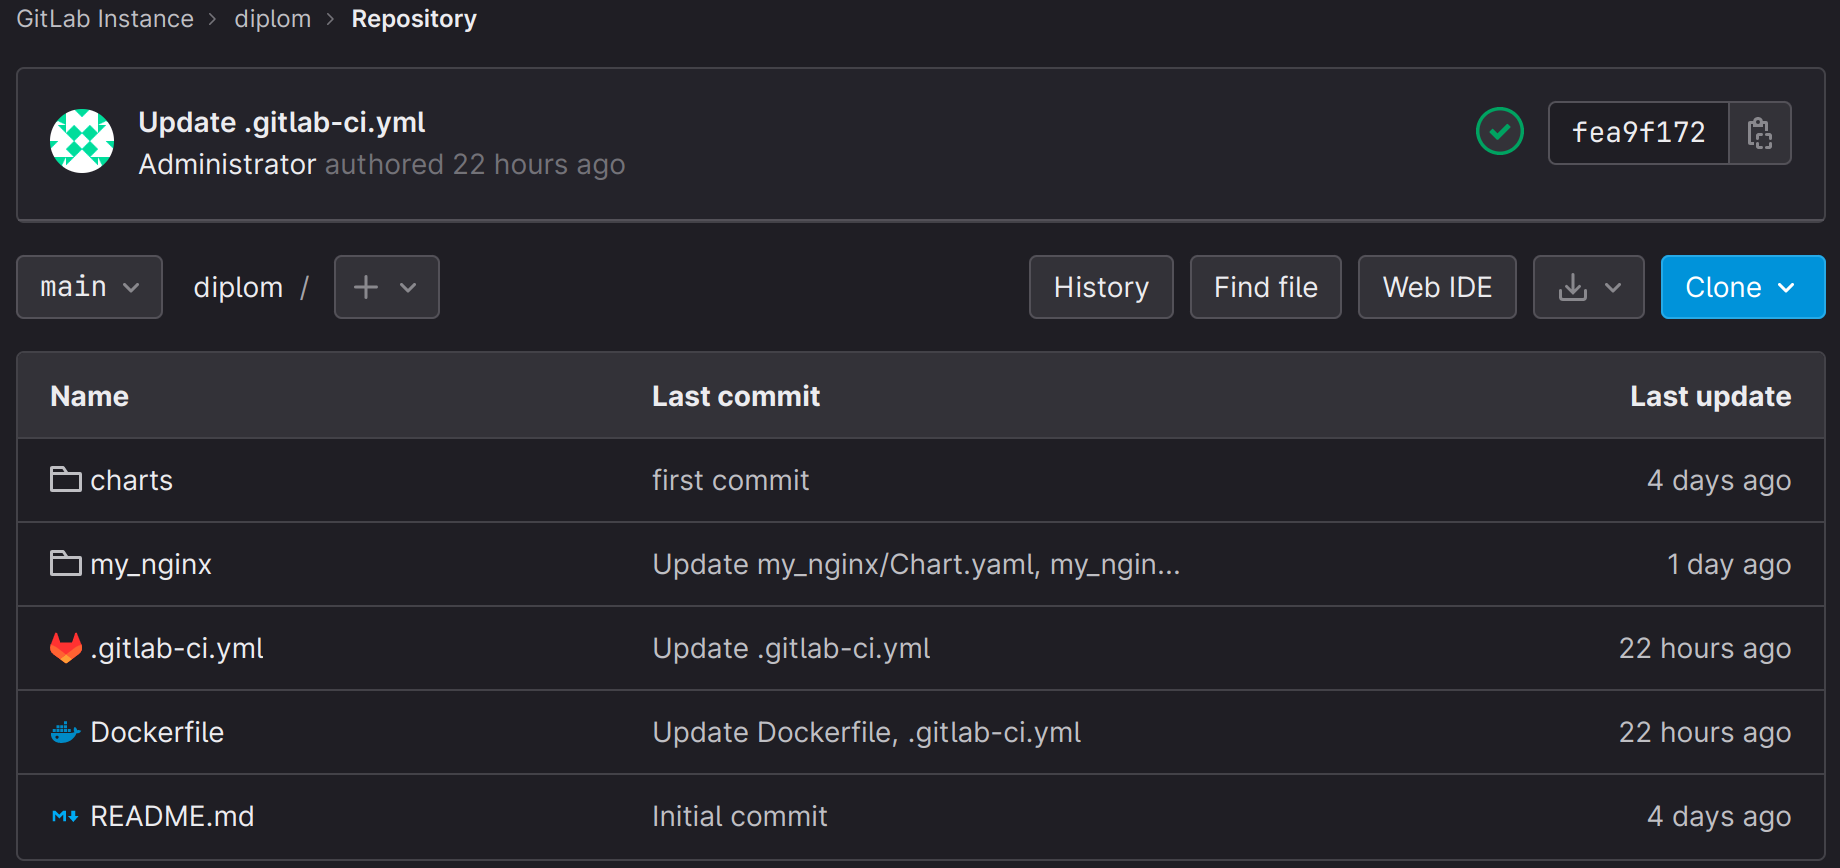 GitLab Instance > diplom > Repository
Update .gitlab-ci.yml
Administrator authored 22 hours ago
fea9f172
main diplom / +
History Find file Web IDE Clone
Name Last commit Last update
charts first commit 4 days ago
my_nginx Update my_nginx/Chart.yaml, my_ngin... 1 day ago
.gitlab-ci.yml Update .gitlab-ci.yml 22 hours ago
Dockerfile Update Dockerfile, .gitlab-ci.yml 22 hours ago
README.md Initial commit 4 days ago